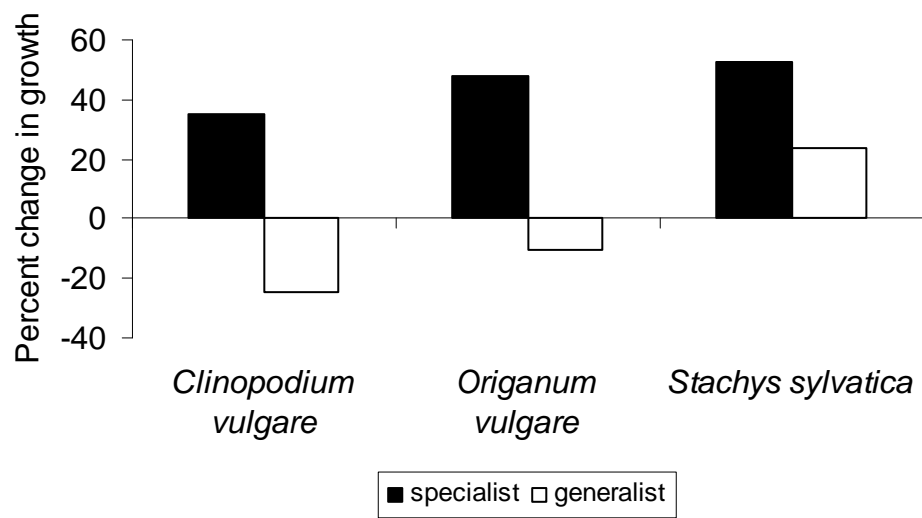 Percent change in growth
60
40
20
0
-20
-40
Clinopodium
vulgare
Origanum
vulgare
Stachys sylvatica
specialist generalist